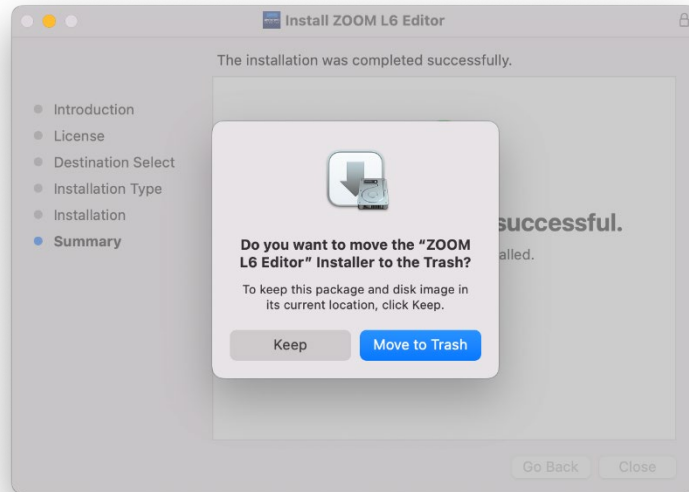 Install ZOOM L6 Editor
The installation was completed successfully.
Introduction
License
Destination Select
Installation Type
Installation
Summary
successful.
alled.
Do you want to move the “ZOOM
L6 Editor” Installer to the Trash?
To keep this package and disk image in
its current location, click Keep.
Keep
Move to Trash
Go Back
Close